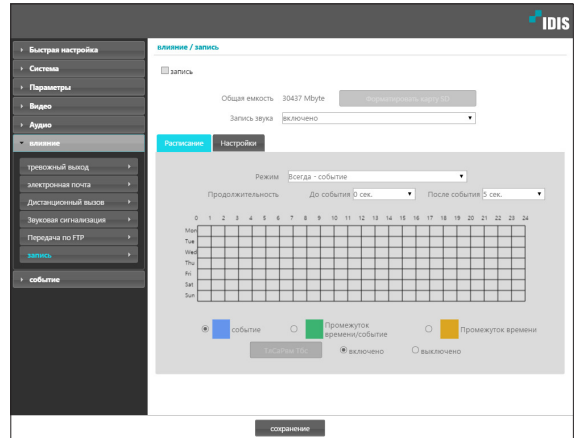 IDIS
Быстрая настройка
Система
Параметры
Видео
Аудио
влияние
тревожный выход
электронная почта
Дистанционный вызов
Звуковая сигнализация
Передача по FTP
запись
событие
влияние / запись
запись
Общая емкость 30437 Mbyte Форматировать карту SD
Запись звука включено
Расписание Настройки
Режим Всегда - событие
Продолжительность До события 0 сек. После события 5 сек.
0 1 2 3 4 5 6 7 8 9 10 11 12 13 14 15 16 17 18 19 20 21 22 23 24
Mon
Tue
Wed
Thu
Fri
Sat
Sun
событие Промежуток времени/событие Промежуток времени
включено выключено
сохранение